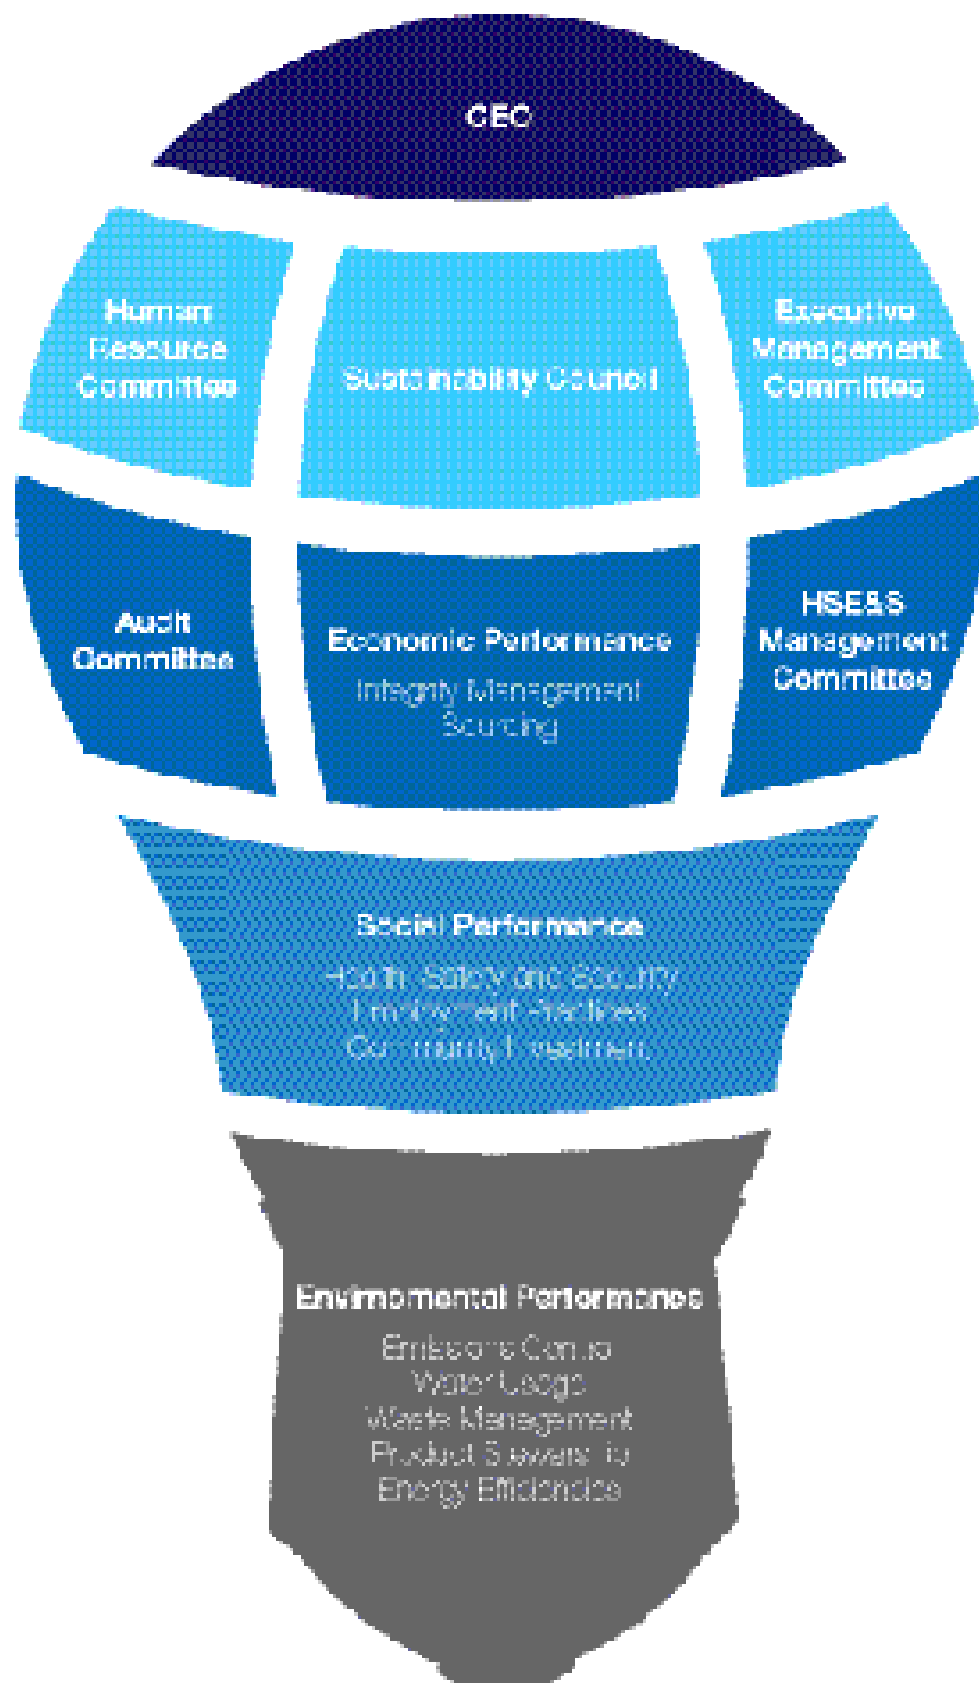 CEO
Human
Resource
Committee
Sustainability Council
Executive
Management
Committee
Audit
Committee
Economic Performance
Integrity Management
Sourcing
HSE&S
Management
Committee
Social Performance
Health, Safety and Security
Employment Practices
Community Investment
Environmental Performance
Emissions Control
Water Usage
Waste Management
Product Stewardship
Energy Efficiencies